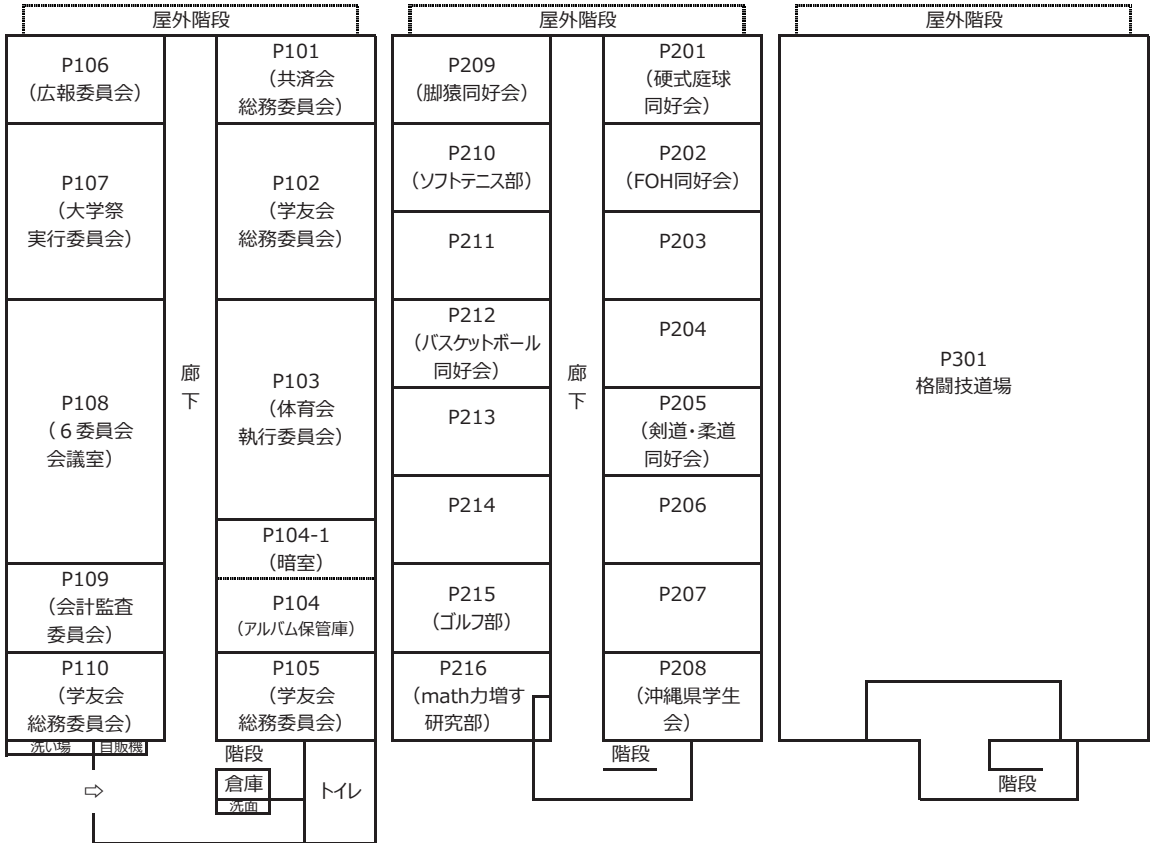 屋外階段
P106
（広報委員会）
P107
（大学祭
実行委員会）
P108
（６委員会
会議室）
P109
（会計監査
委員会）
P110
（学友会
総務委員会）
洗い場
自販機
⇨
廊
下
P101
（共済会
総務委員会）
P102
（学友会
総務委員会）
P103
（体育会
執行委員会）
P104-1
（暗室）
P104
（アルバム保管庫）
P105
（学友会
総務委員会）
階段
倉庫
洗面
トイレ
屋外階段
P209
（脚猿同好会）
P210
（ソフトテニス部）
P211
P212
（バスケットボール
同好会）
P213
P214
P215
（ゴルフ部）
P216
（math力増す
研究部）
廊
下
P201
（硬式庭球
同好会）
P202
（FOH同好会）
P203
P204
P205
（剣道・柔道
同好会）
P206
P207
P208
（沖縄県学生
会）
階段
屋外階段
P301
格闘技道場
階段